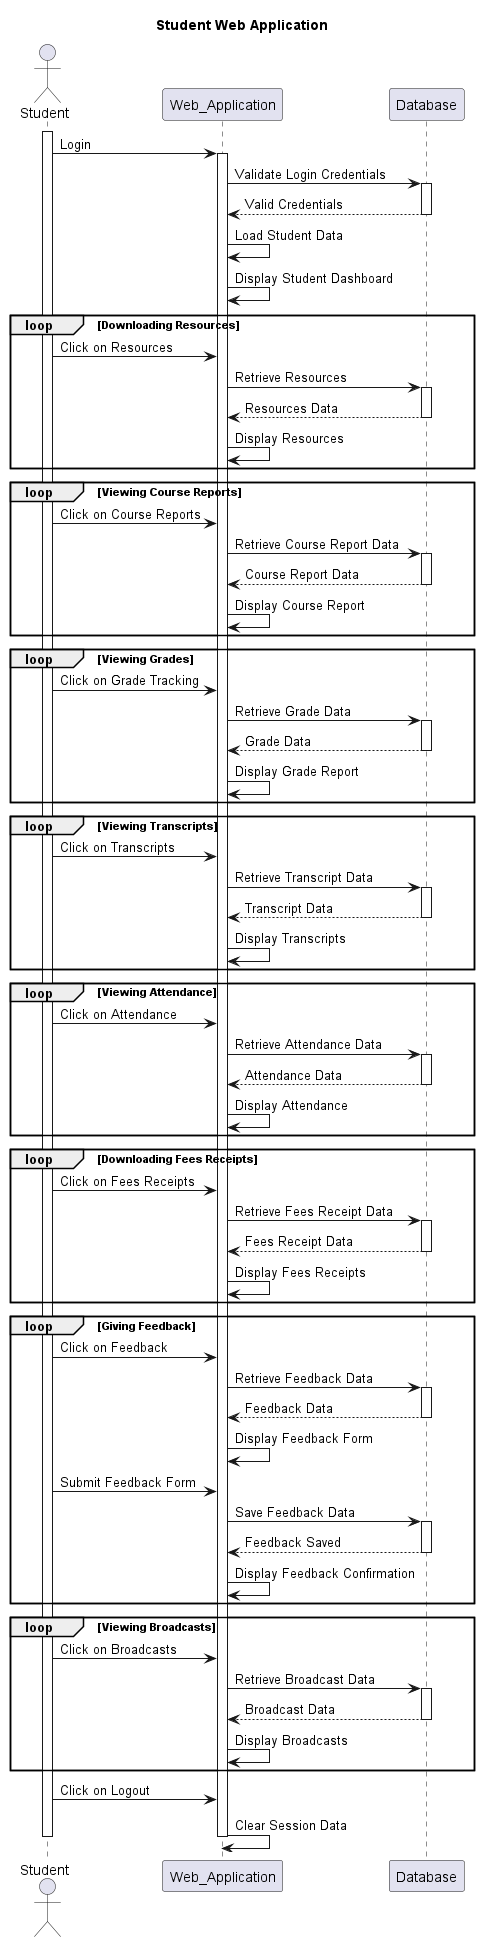 Student Web Application
Student
Web_Application
Database
Login
Validate Login Credentials
Valid Credentials
Load Student Data
Display Student Dashboard
loop [Downloading Resources]
Click on Resources
Retrieve Resources
Resources Data
Display Resources
loop [Viewing Course Reports]
Click on Course Reports
Retrieve Course Report Data
Course Report Data
Display Course Report
loop [Viewing Grades]
Click on Grade Tracking
Retrieve Grade Data
Grade Data
Display Grade Report
loop [Viewing Transcripts]
Click on Transcripts
Retrieve Transcript Data
Transcript Data
Display Transcripts
loop [Viewing Attendance]
Click on Attendance
Retrieve Attendance Data
Attendance Data
Display Attendance
loop [Downloading Fees Receipts]
Click on Fees Receipts
Retrieve Fees Receipt Data
Fees Receipt Data
Display Fees Receipts
loop [Giving Feedback]
Click on Feedback
Retrieve Feedback Data
Feedback Data
Display Feedback Form
Submit Feedback Form
Save Feedback Data
Feedback Saved
Display Feedback Confirmation
loop [Viewing Broadcasts]
Click on Broadcasts
Retrieve Broadcast Data
Broadcast Data
Display Broadcasts
Click on Logout
Clear Session Data
Student
Web_Application
Database